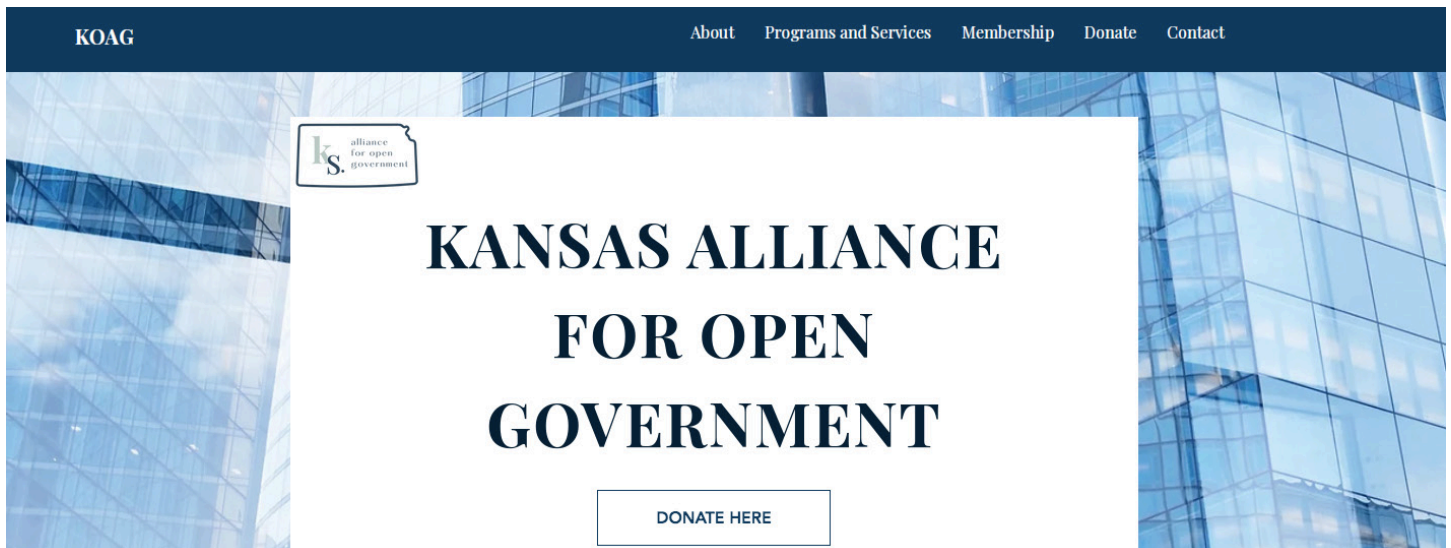 KOAG
About Programs and Services Membership Donate Contact
ks. alliance
for open
government
KANSAS ALLIANCE
FOR OPEN
GOVERNMENT
DONATE HERE